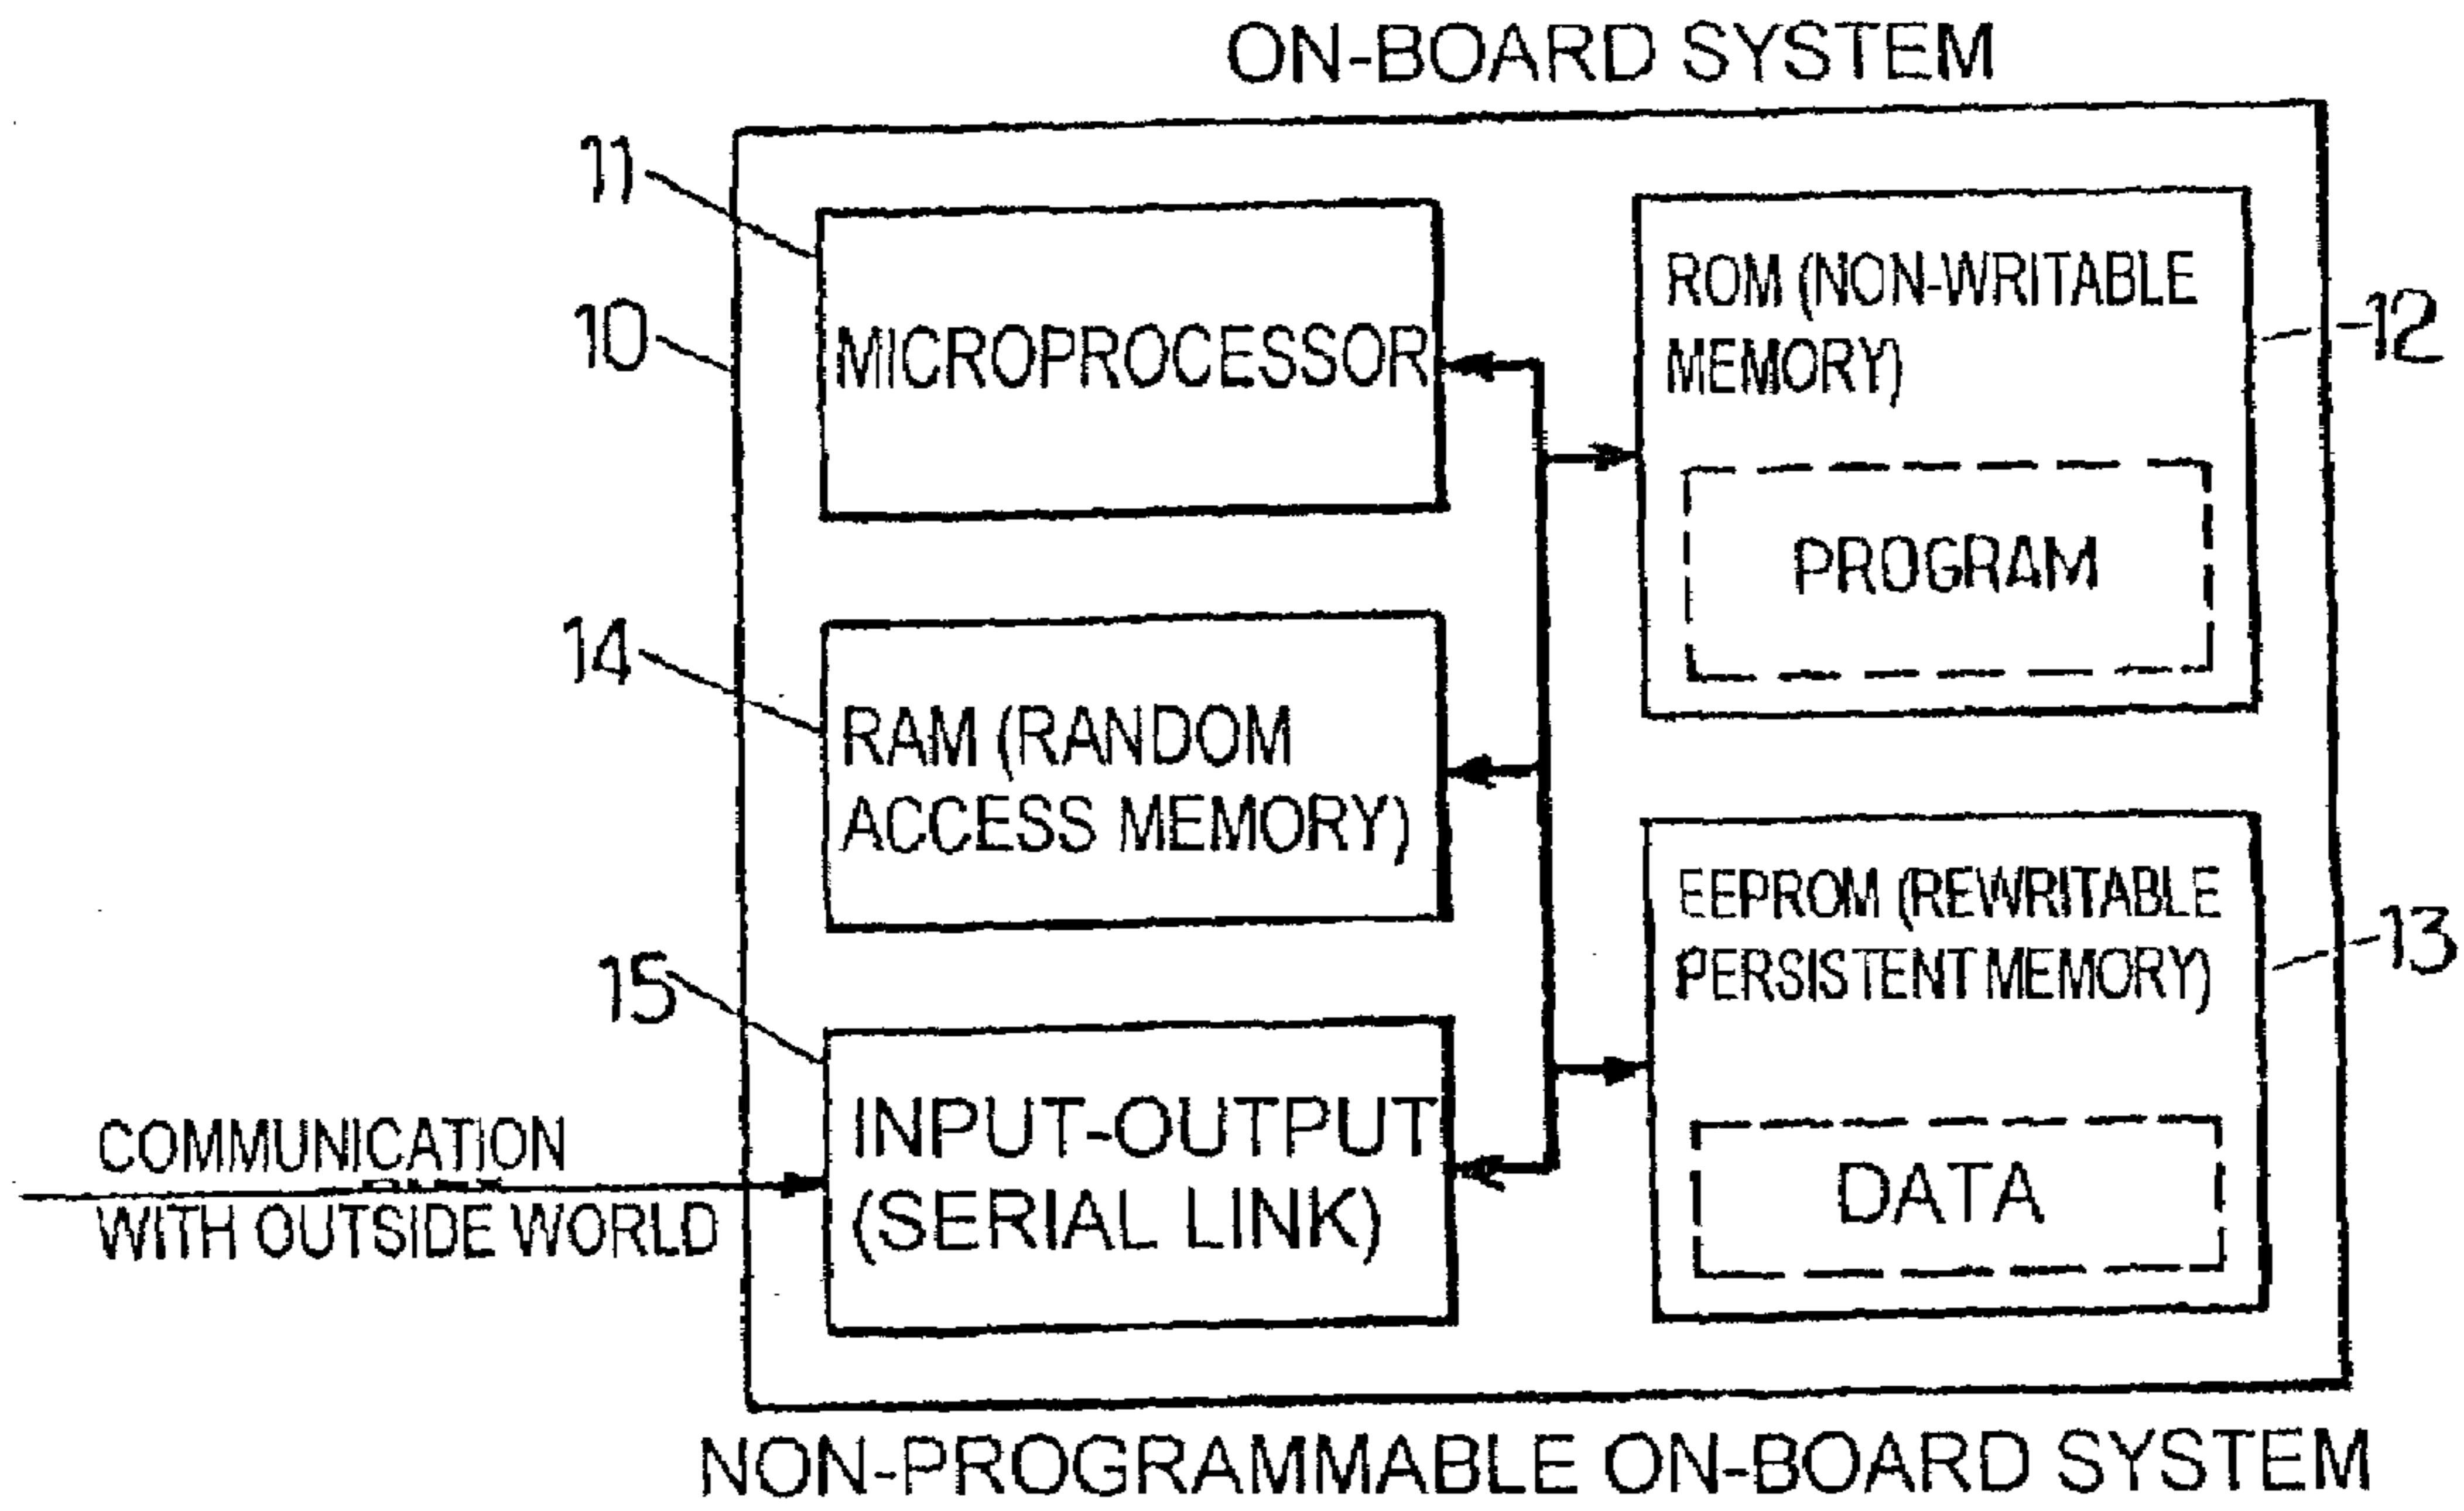 ON-BOARD SYSTEM
11
10
MICROPROCESSOR
ROM (NON-WRITABLE
MEMORY)
12
PROGRAM
14
RAM (RANDOM
ACCESS MEMORY)
EEPROM (REWRITABLE
PERSISTENT MEMORY)
13
DATA
15
INPUT-OUTPUT
(SERIAL LINK)
COMMUNICATION
WITH OUTSIDE WORLD
NON-PROGRAMMABLE ON-BOARD SYSTEM